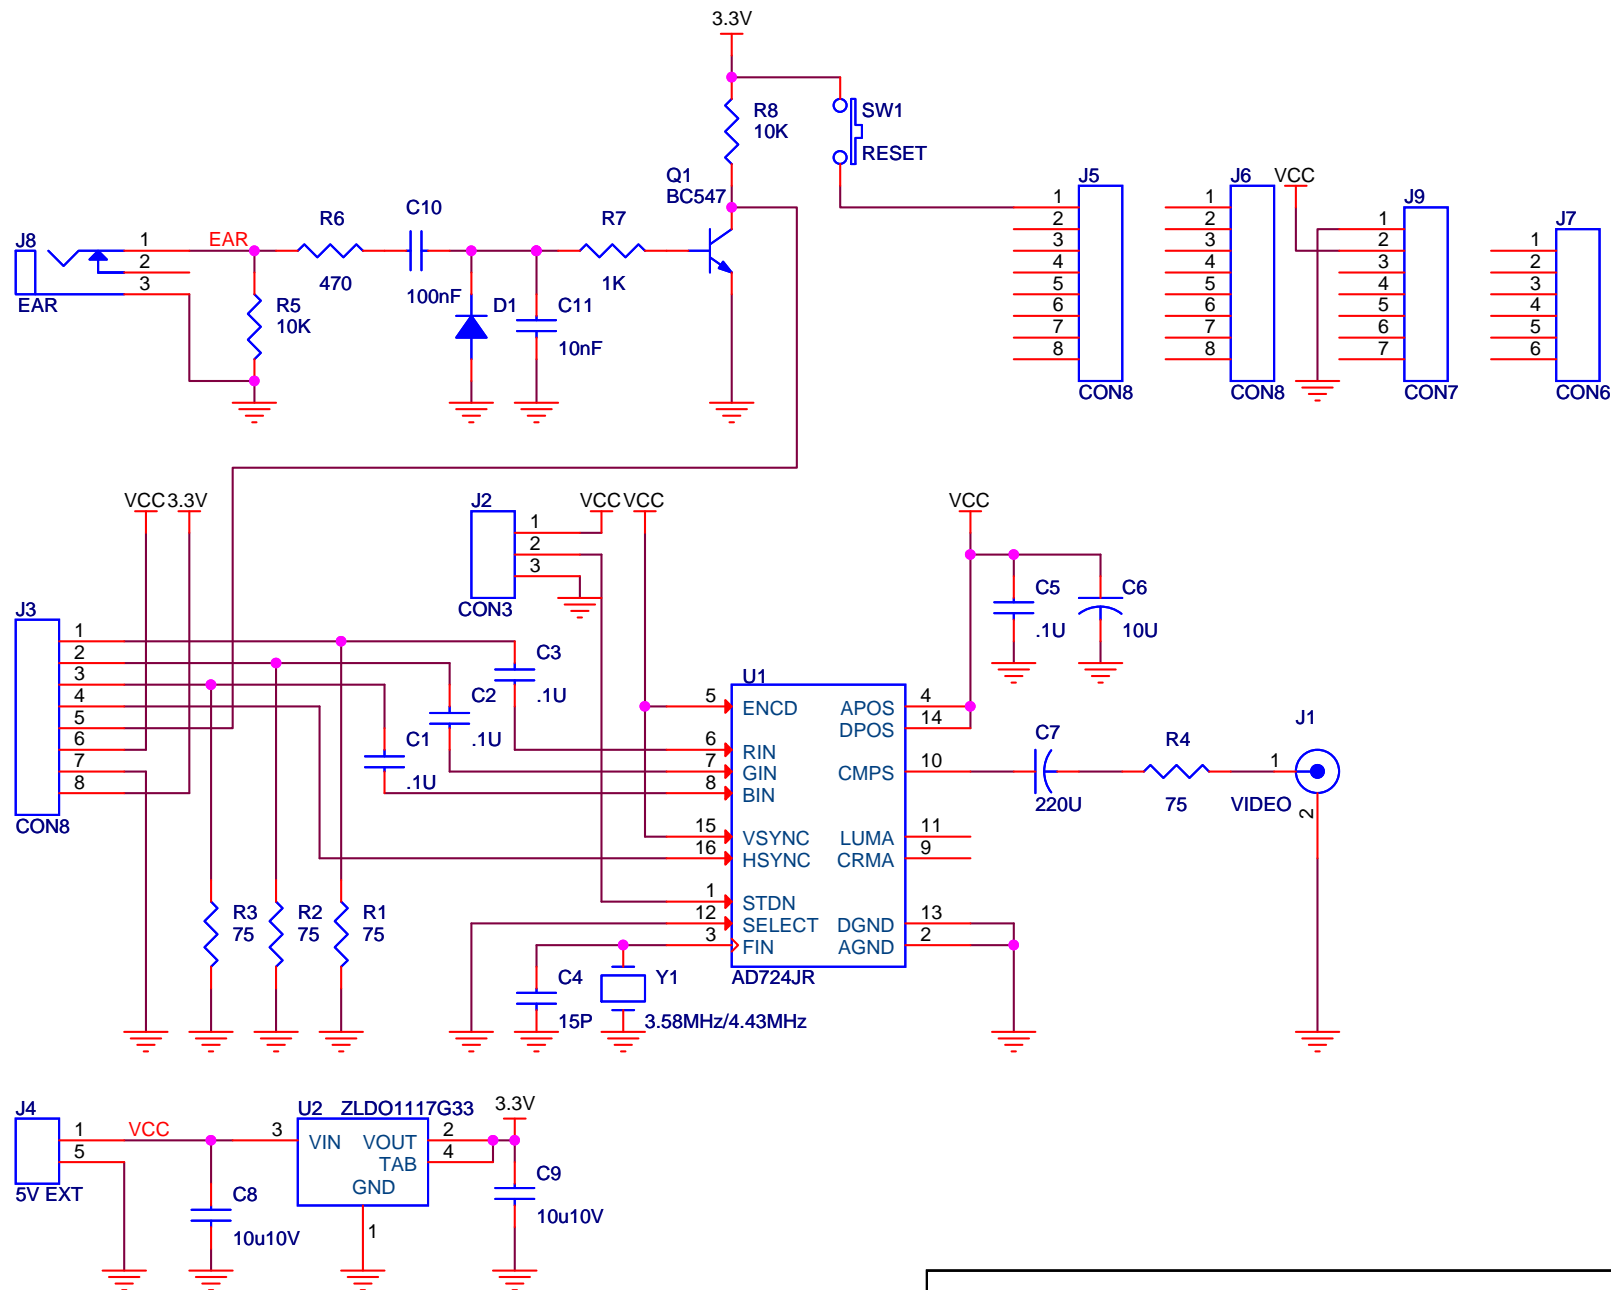 3.3V
R8
10K
SW1
RESET
Q1
BC547
J5
1
2
3
4
5
6
7
8
CON8
J6
1
2
3
4
5
6
7
8
CON8
VCC
J9
1
2
3
4
5
6
7
CON7
J7
1
2
3
4
5
6
CON6
J8
1
2
3
EAR
EAR
R5
10K
R6
470
C10
100nF
D1
C11
10nF
R7
1K
VCC
3.3V
J2
1
2
3
CON3
VCC
VCC
VCC
C5
.1U
C6
10U
J3
1
2
3
4
5
6
7
8
CON8
C3
.1U
C2
.1U
C1
.1U
R3
75
R2
75
R1
75
U1
5 ENCD
6 RIN
7 GIN
8 BIN
15 VSYNC
16 HSYNC
1 STDN
12 SELECT
3 FIN
APOS 4
DPOS 14
CMPS 10
LUMA 11
CRMA 9
DGND 13
AGND 2
AD724JR
C7
220U
R4
75
J1
1
VIDEO
2
C4
15P
Y1
3.58MHz/4.43MHz
J4
1
5
5V EXT
VCC
C8
10u10V
U2 ZLDO1117G33
3 VIN
VOUT 2
TAB 4
GND
1
3.3V
C9
10u10V